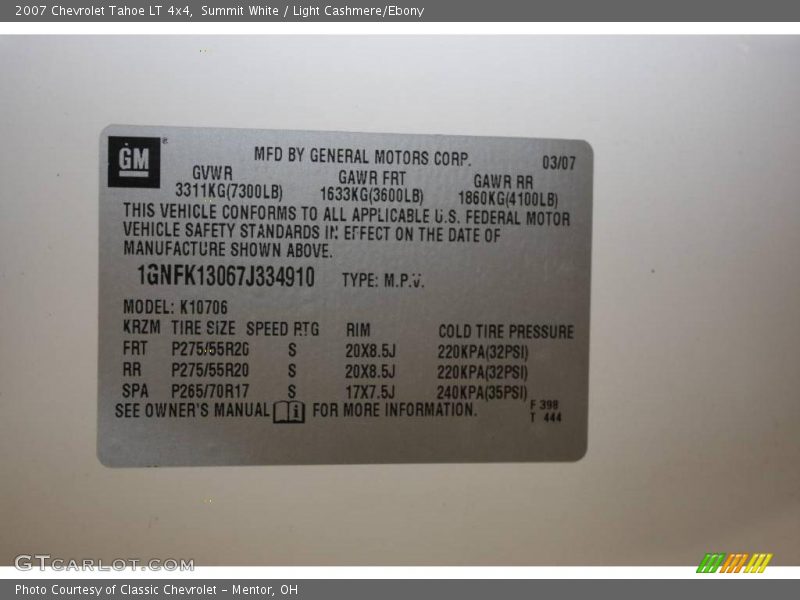 2007 Chevrolet Tahoe LT 4x4, Summit White / Light Cashmere/Ebony
GM
MFD BY GENERAL MOTORS CORP. 03/07
GVWR GAWR FRT GAWR RR
3311KG(7300LB) 1633KG(3600LB) 1860KG(4100LB)
THIS VEHICLE CONFORMS TO ALL APPLICABLE U.S. FEDERAL MOTOR
VEHICLE SAFETY STANDARDS IN EFFECT ON THE DATE OF
MANUFACTURE SHOWN ABOVE.
1GNFK13067J334910 TYPE: M.P.V.
MODEL: K10706
KRZM TIRE SIZE SPEED RTG RIM COLD TIRE PRESSURE
FRT P275/55R20 S 20X8.5J 220KPA(32PSI)
RR P275/55R20 S 20X8.5J 220KPA(32PSI)
SPA P265/70R17 S 17X7.5J 240KPA(35PSI)
SEE OWNER'S MANUAL i FOR MORE INFORMATION.
F 398
T 444
GTCARLOT.COM
Photo Courtesy of Classic Chevrolet - Mentor, OH